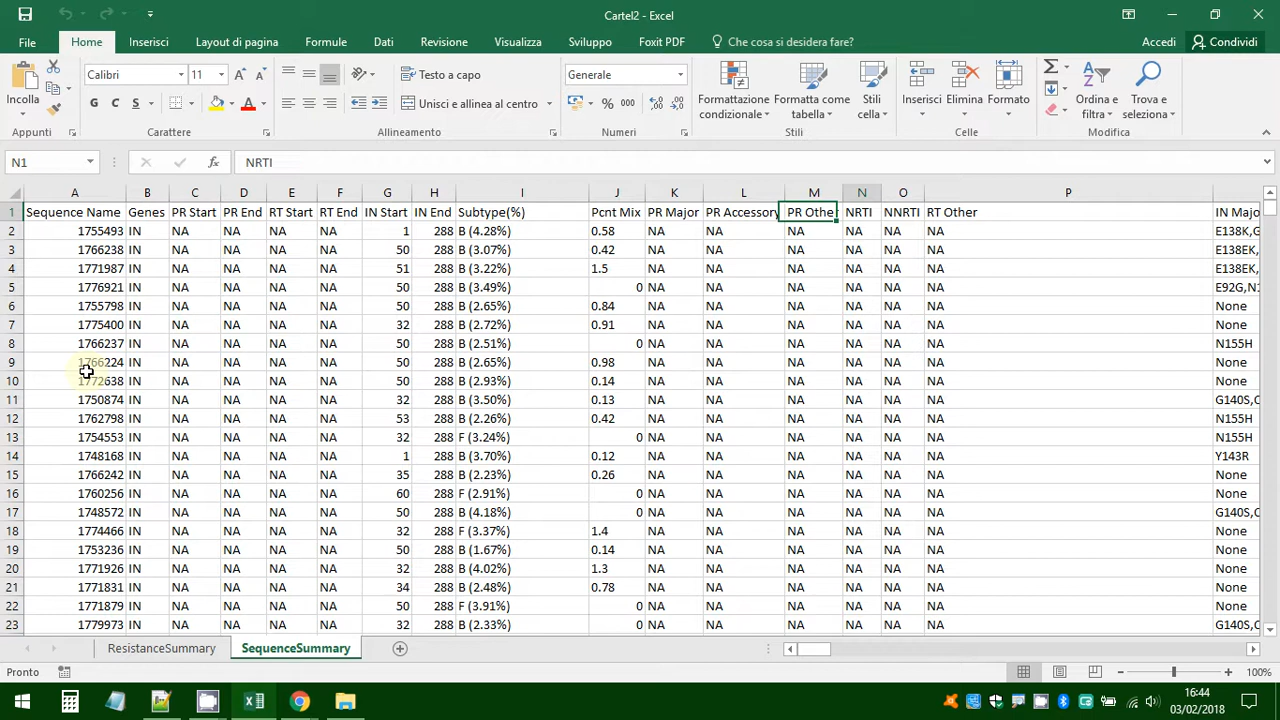 Cartel2 - Excel
File Home Inserisci Layout di pagina Formule Dati Revisione Visualizza Sviluppo Foxit PDF Che cosa si desidera fare? Accedi Condividi
Incolla
Appunti
Calibri 11
G C S
Carattere
Testo a capo
Unisci e allinea al centro
Allineamento
Generale
% 000
Numeri
Formattazione condizionale
Formatta come tabella
Stili cella
Stili
Inserisci Elimina Formato
Celle
Ordina e filtra
Trova e seleziona
Modifica
N1 NRTI
A B C D E F G H I J K L M N O P
1 Sequence Name Genes PR Start PR End RT Start RT End IN Start IN End Subtype(%) Pcnt Mix PR Major PR Accessory PR Othe NRTI NNRTI RT Other IN Majo
2 1755493 IN NA NA NA NA 1 288 B (4.28%) 0.58 NA NA NA NA NA NA E138K,G
3 1766238 IN NA NA NA NA 50 288 B (3.07%) 0.42 NA NA NA NA NA NA E138EK,
4 1771987 IN NA NA NA NA 51 288 B (3.22%) 1.5 NA NA NA NA NA NA E138EK,
5 1776921 IN NA NA NA NA 50 288 B (3.49%) 0 NA NA NA NA NA NA E92G,N1
6 1755798 IN NA NA NA NA 50 288 B (2.65%) 0.84 NA NA NA NA NA NA None
7 1775400 IN NA NA NA NA 32 288 B (2.72%) 0.91 NA NA NA NA NA NA None
8 1766237 IN NA NA NA NA 50 288 B (2.51%) 0 NA NA NA NA NA NA N155H
9 1766224 IN NA NA NA NA 50 288 B (2.65%) 0.98 NA NA NA NA NA NA None
10 1772638 IN NA NA NA NA 50 288 B (2.93%) 0.14 NA NA NA NA NA NA None
11 1750874 IN NA NA NA NA 32 288 B (3.50%) 0.13 NA NA NA NA NA NA G140S,C
12 1762798 IN NA NA NA NA 53 288 B (2.26%) 0.42 NA NA NA NA NA NA N155H
13 1754553 IN NA NA NA NA 32 288 F (3.24%) 0 NA NA NA NA NA NA N155H
14 1748168 IN NA NA NA NA 1 288 B (3.70%) 0.12 NA NA NA NA NA NA Y143R
15 1766242 IN NA NA NA NA 35 288 B (2.23%) 0.26 NA NA NA NA NA NA None
16 1760256 IN NA NA NA NA 60 288 F (2.91%) 0 NA NA NA NA NA NA None
17 1748572 IN NA NA NA NA 50 288 B (4.18%) 0 NA NA NA NA NA NA G140S,C
18 1774466 IN NA NA NA NA 32 288 F (3.37%) 1.4 NA NA NA NA NA NA None
19 1753236 IN NA NA NA NA 50 288 B (1.67%) 0.14 NA NA NA NA NA NA None
20 1771926 IN NA NA NA NA 32 288 B (4.02%) 1.3 NA NA NA NA NA NA None
21 1771831 IN NA NA NA NA 34 288 B (2.48%) 0.78 NA NA NA NA NA NA None
22 1771879 IN NA NA NA NA 50 288 F (3.91%) 0 NA NA NA NA NA NA None
23 1779973 IN NA NA NA NA 32 288 B (2.33%) 0 NA NA NA NA NA NA G140S,C
ResistanceSummary SequenceSummary
Pronto 100%
16:44
03/02/2018